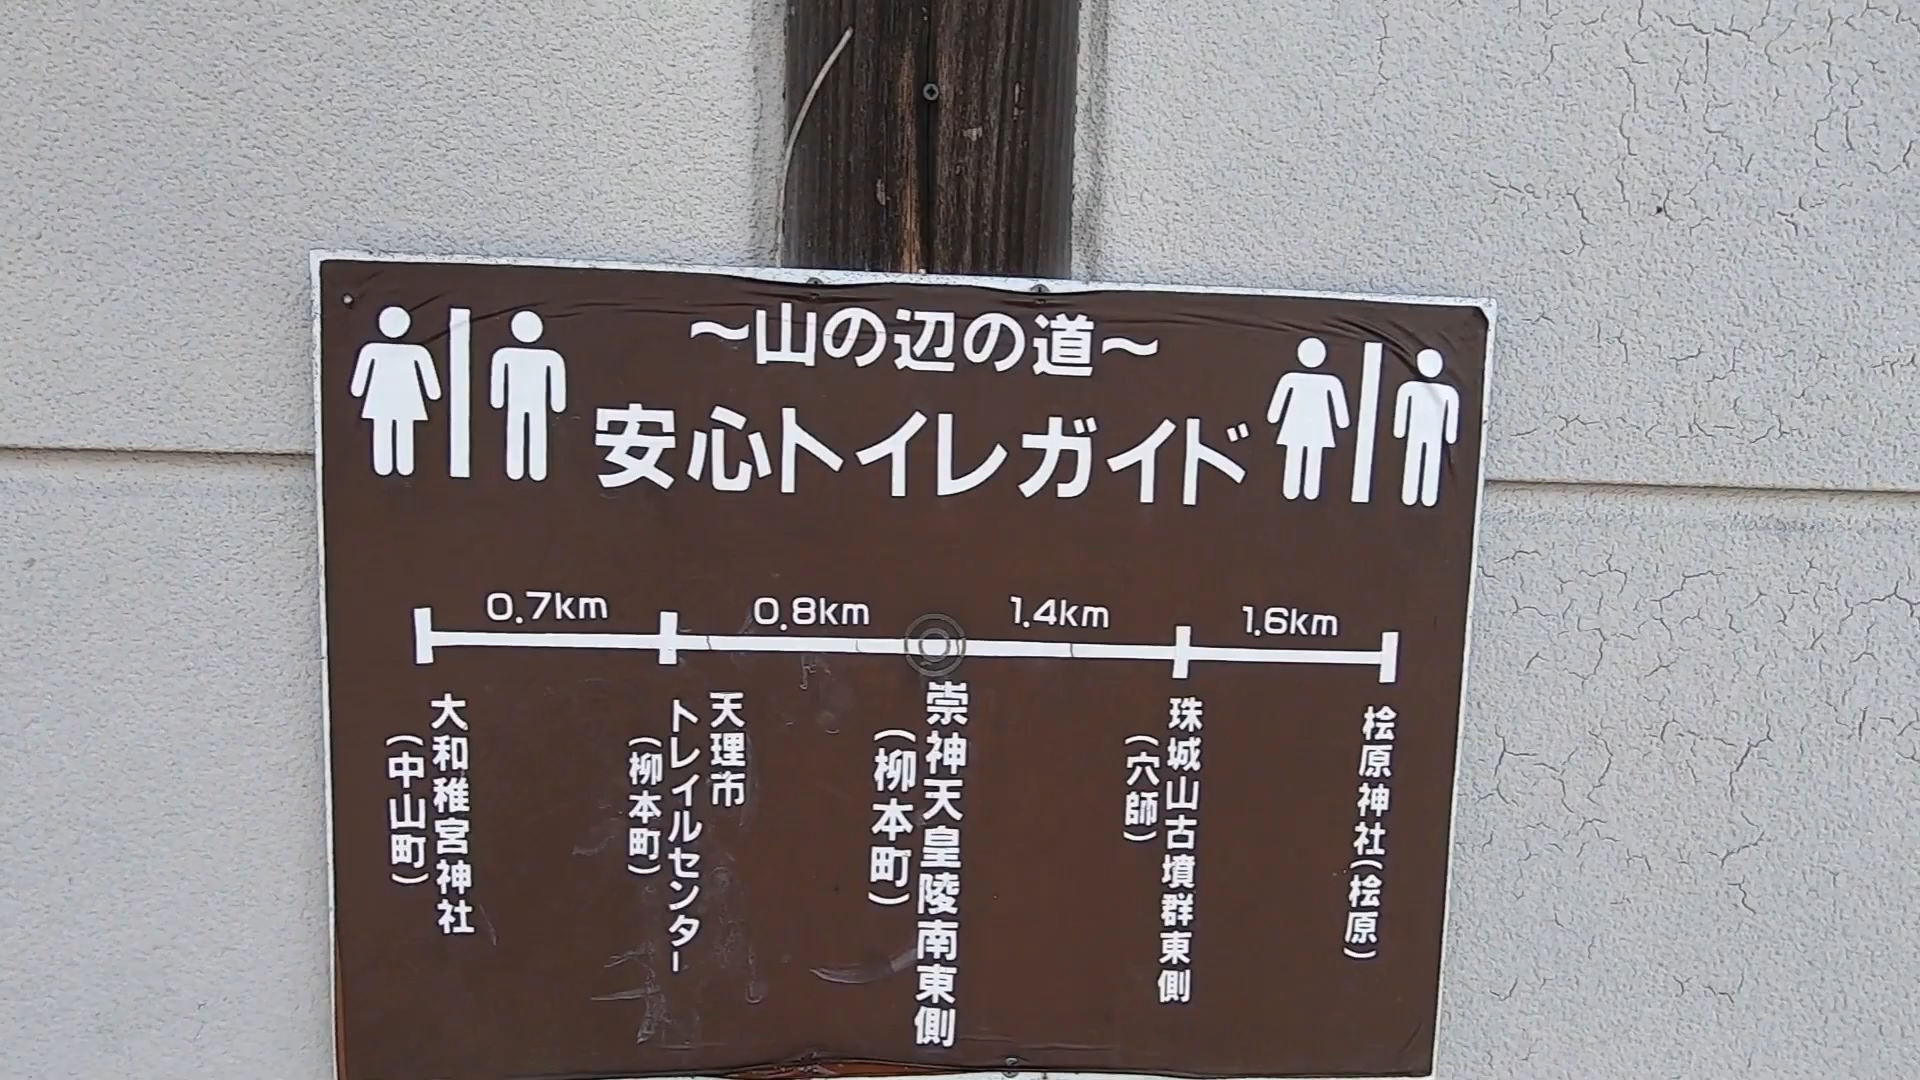 ～山の辺の道～
安心トイレガイド
0.7km 0.8km 1.4km 1.6km
大和稚宮神社
（中山町）
天理市
トレイルセンター
（柳本町）
崇神天皇陵南東側
（柳本町）
珠城山古墳群東側
（穴師）
桧原神社（桧原）